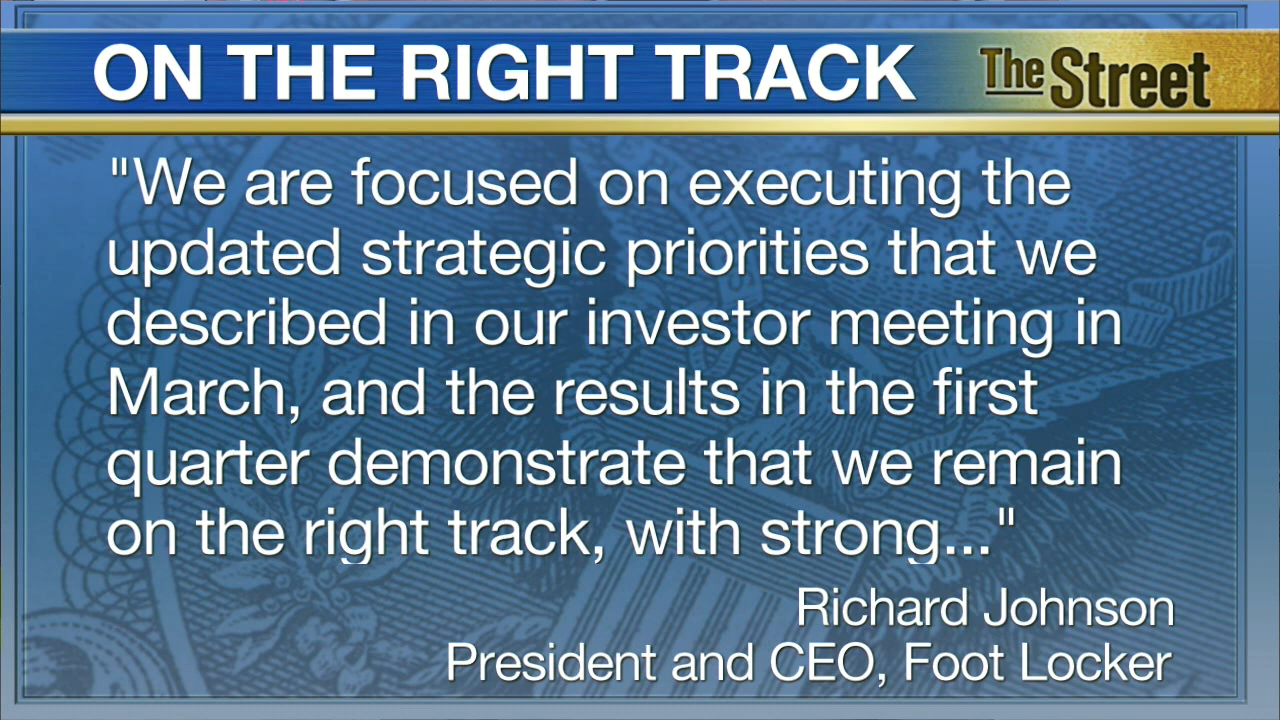 ON THE RIGHT TRACK
The Street
"We are focused on executing the
updated strategic priorities that we
described in our investor meeting in
March, and the results in the first
quarter demonstrate that we remain
on the right track, with strong..."
Richard Johnson
President and CEO, Foot Locker